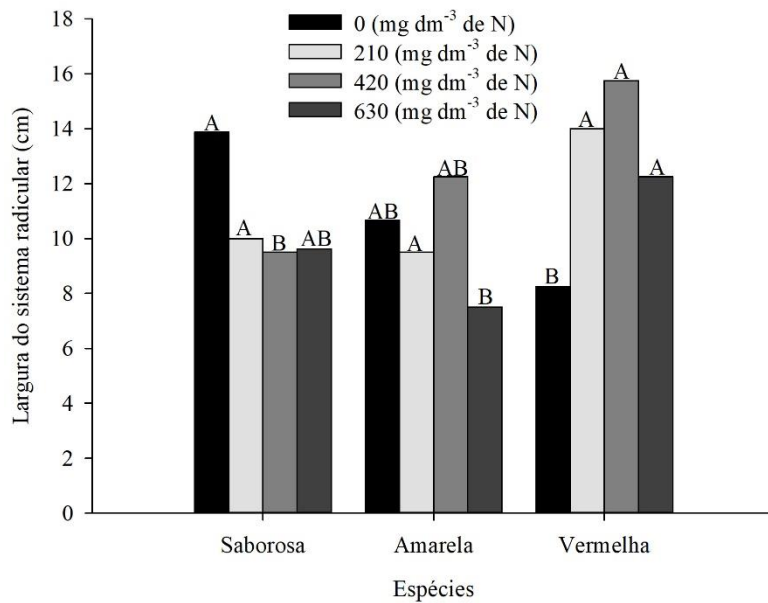 0 (mg dm⁻³ de N)
210 (mg dm⁻³ de N)
420 (mg dm⁻³ de N)
630 (mg dm⁻³ de N)
Largura do sistema radicular (cm)
18
16
14
12
10
8
6
4
2
0
A
A
B
AB
AB
A
AB
B
B
A
A
A
Saborosa
Amarela
Vermelha
Espécies